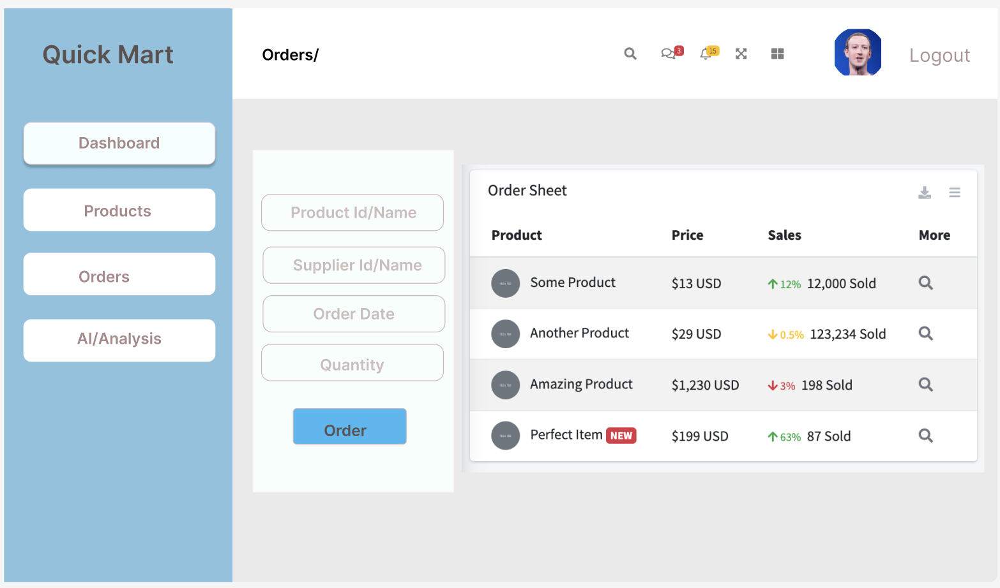 Quick Mart
Orders/
3
15
Logout
Dashboard
Products
Orders
AI/Analysis
Product Id/Name
Supplier Id/Name
Order Date
Quantity
Order
Order Sheet
Product Price Sales More
Some Product $13 USD 12% 12,000 Sold
Another Product $29 USD 0.5% 123,234 Sold
Amazing Product $1,230 USD 3% 198 Sold
Perfect Item NEW $199 USD 63% 87 Sold